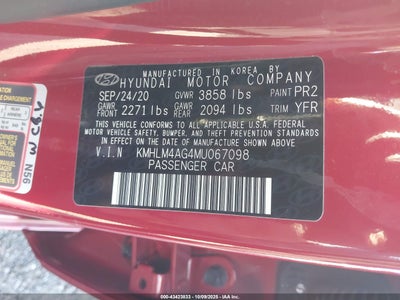 MANUFACTURED IN KOREA BY
HYUNDAI MOTOR COMPANY
SEP/24/20 GVWR 3858 lbs PAINT PR2
GAWR FRONT 2271 lbs GAWR REAR 2094 lbs TRIM YFR
THIS VEHICLE CONFORMS TO ALL APPLICABLE FEDERAL
MOTOR VEHICLE SAFETY, BUMPER, AND THEFT PREVENTION
STANDARDS IN EFFECT ON THE DATE OF
MANUFACTURE SHOWN ABOVE.
V.I.N KMHLM4AG4MU067098
PASSENGER CAR
000-43423833 - 10/09/2025 - IAAI.COM